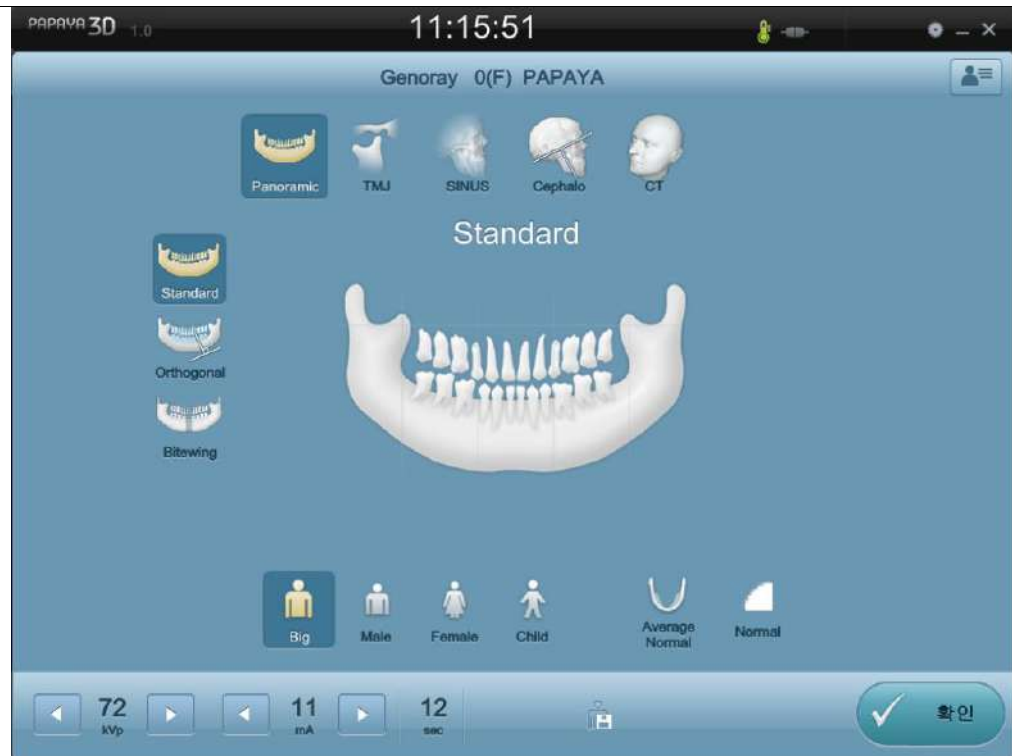 PAPAYA 3D 1.0
11:15:51
Genoray 0(F) PAPAYA
Panoramic
TMJ
SINUS
Cephalo
CT
Standard
Standard
Orthogonal
Bitewing
Big
Male
Female
Child
Average
Normal
Normal
72
kVp
11
mA
12
sec
확인